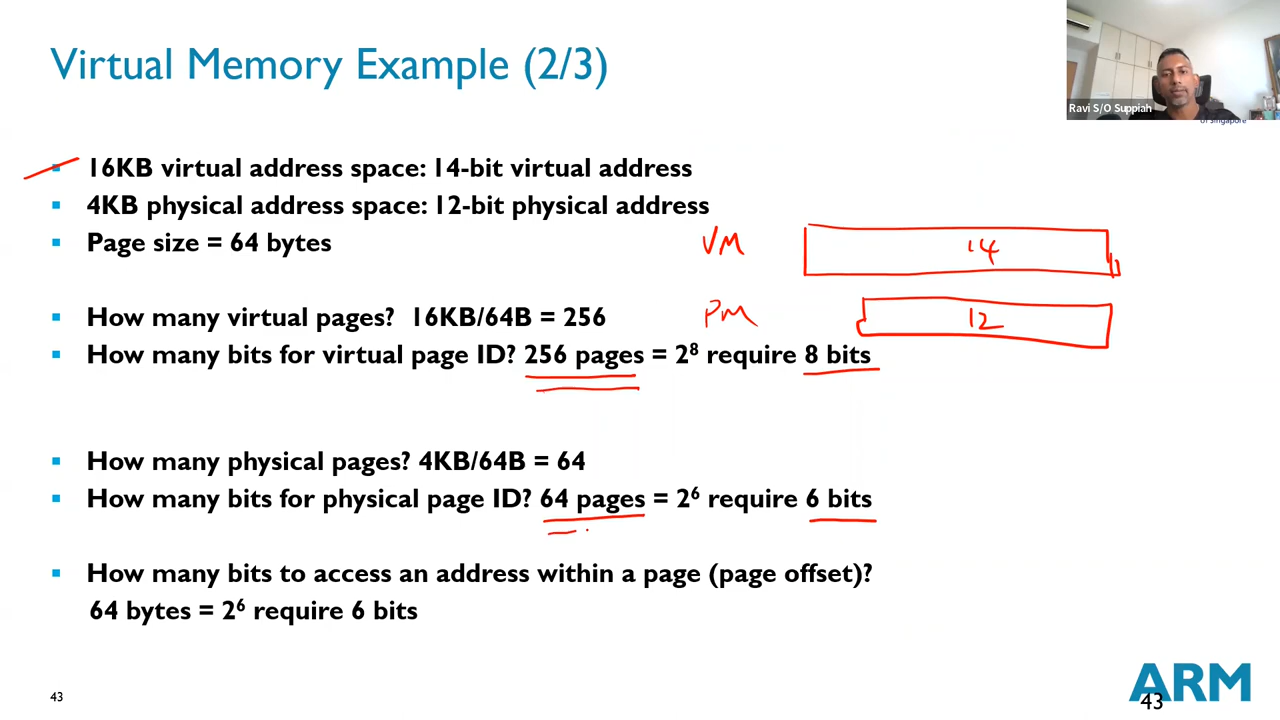 Virtual Memory Example (2/3)
Ravi S/O Suppiah
of Singapore
16KB virtual address space: 14-bit virtual address
4KB physical address space: 12-bit physical address
Page size = 64 bytes
VM 14
PM 12
How many virtual pages? 16KB/64B = 256
How many bits for virtual page ID? 256 pages = 2⁸ require 8 bits
How many physical pages? 4KB/64B = 64
How many bits for physical page ID? 64 pages = 2⁶ require 6 bits
How many bits to access an address within a page (page offset)?
64 bytes = 2⁶ require 6 bits
43
ARM
43